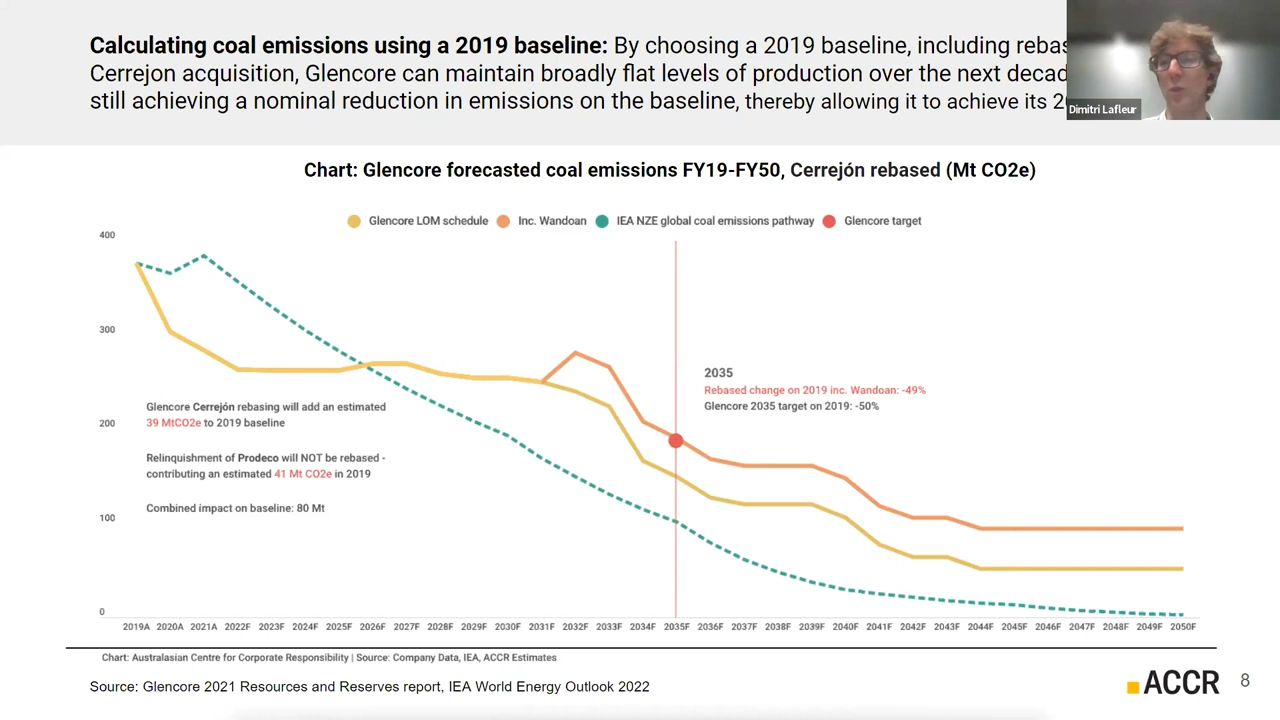 Calculating coal emissions using a 2019 baseline: By choosing a 2019 baseline, including
Cerrejon acquisition, Glencore can maintain broadly flat levels of production over the next
still achieving a nominal reduction in emissions on the baseline, thereby allowing it to achieve its
Dimitri Lafleur
Chart: Glencore forecasted coal emissions FY19-FY50, Cerrejón rebased (Mt CO2e)
Glencore LOM schedule Inc. Wandoan IEA NZE global coal emissions pathway Glencore target
400
300
200
100
0
2035
Rebased change on 2019 inc. Wandoan: -49%
Glencore 2035 target on 2019: -50%
Glencore Cerrejón rebasing will add an estimated
39 MtCO2e to 2019 baseline
Relinquishment of Prodeco will NOT be rebased -
contributing an estimated 41 Mt CO2e in 2019
Combined impact on baseline: 80 Mt
2019A 2020A 2021A 2022F 2023F 2024F 2025F 2026F 2027F 2028F 2029F 2030F 2031F 2032F 2033F 2034F 2035F 2036F 2037F 2038F 2039F 2040F 2041F 2042F 2043F 2044F 2045F 2046F 2047F 2048F 2049F 2050F
Chart: Australasian Centre for Corporate Responsibility | Source: Company Data, IEA, ACCR Estimates
Source: Glencore 2021 Resources and Reserves report, IEA World Energy Outlook 2022
ACCR
8